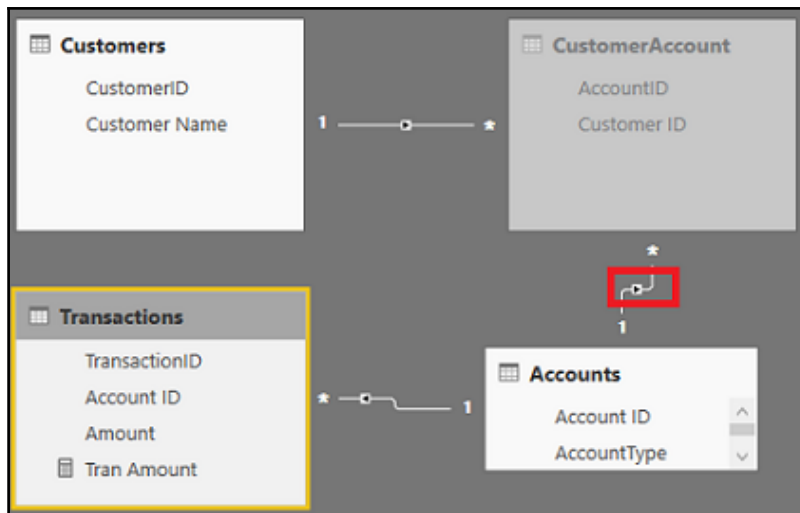 Customers
CustomerID
Customer Name
CustomerAccount
AccountID
Customer ID
1
*
*
1
Transactions
TransactionID
Account ID
Amount
Tran Amount
*
1
Accounts
Account ID
AccountType